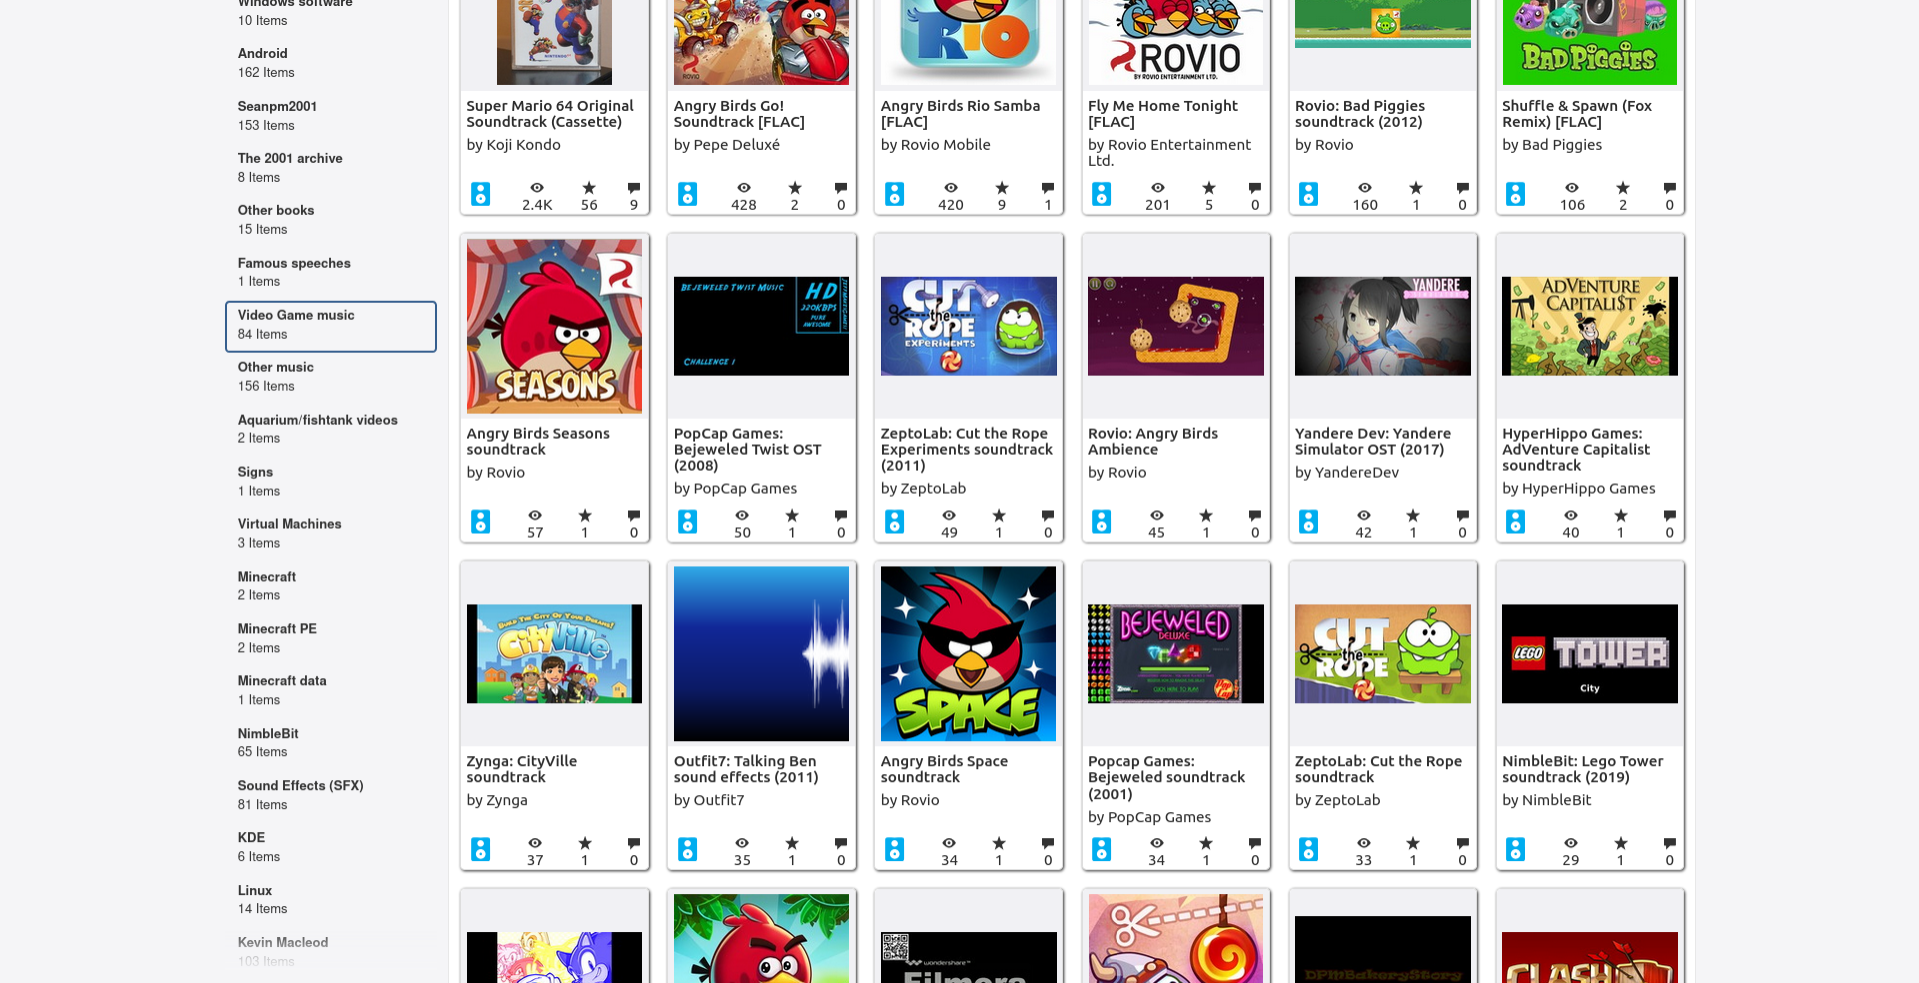 Windows software
10 Items
Android
162 Items
Seanpm2001
153 Items
The 2001 archive
8 Items
Other books
15 Items
Famous speeches
1 Items
Video Game music
84 Items
Other music
156 Items
Aquarium/fishtank videos
2 Items
Signs
1 Items
Virtual Machines
3 Items
Minecraft
2 Items
Minecraft PE
2 Items
Minecraft data
1 Items
NimbleBit
65 Items
Sound Effects (SFX)
81 Items
KDE
6 Items
Linux
14 Items
Kevin Macleod
103 Items
NINTENDO
ROVIO
RIO
ROVIO
BY ROVIO ENTERTAINMENT LTD.
BAD PIGGIES
Super Mario 64 Original
Soundtrack (Cassette)
by Koji Kondo
2.4K 56 9
Angry Birds Go!
Soundtrack [FLAC]
by Pepe Deluxé
428 2 0
Angry Birds Rio Samba
[FLAC]
by Rovio Mobile
420 9 1
Fly Me Home Tonight
[FLAC]
by Rovio Entertainment
Ltd.
201 5 0
Rovio: Bad Piggies
soundtrack (2012)
by Rovio
160 1 0
Shuffle & Spawn (Fox
Remix) [FLAC]
by Bad Piggies
106 2 0
SEASONS
Angry Birds Seasons
soundtrack
by Rovio
57 1 0
BEJEWELED TWIST MUSIC
HD
320KBPS
PURE
AWESOME
CHALLENGE 1
PopCap Games:
Bejeweled Twist OST
(2008)
by PopCap Games
50 1 0
CUT
the
ROPE
EXPERIMENTS
ZeptoLab: Cut the Rope
Experiments soundtrack
(2011)
by ZeptoLab
49 1 0
Rovio: Angry Birds
Ambience
by Rovio
45 1 0
YANDERE
Yandere Dev: Yandere
Simulator OST (2017)
by YandereDev
42 1 0
ADVENTURE
CAPITALI$T
HyperHippo Games:
AdVenture Capitalist
soundtrack
by HyperHippo Games
40 1 0
BUILD THE CITY OF YOUR DREAMS!
CityVille
Zynga: CityVille
soundtrack
by Zynga
37 1 0
Outfit7: Talking Ben
sound effects (2011)
by Outfit7
35 1 0
SPACE
Angry Birds Space
soundtrack
by Rovio
34 1 0
BEJEWELED
DELUXE
CLICK HERE TO PLAY!
Pop
Cap
Popcap Games:
Bejeweled soundtrack
(2001)
by PopCap Games
34 1 0
CUT
the
ROPE
ZeptoLab: Cut the Rope
soundtrack
by ZeptoLab
33 1 0
LEGO TOWER
City
NimbleBit: Lego Tower
soundtrack (2019)
by NimbleBit
29 1 0
wondershare™
Filmora
DPMBakeryStory
CLASH